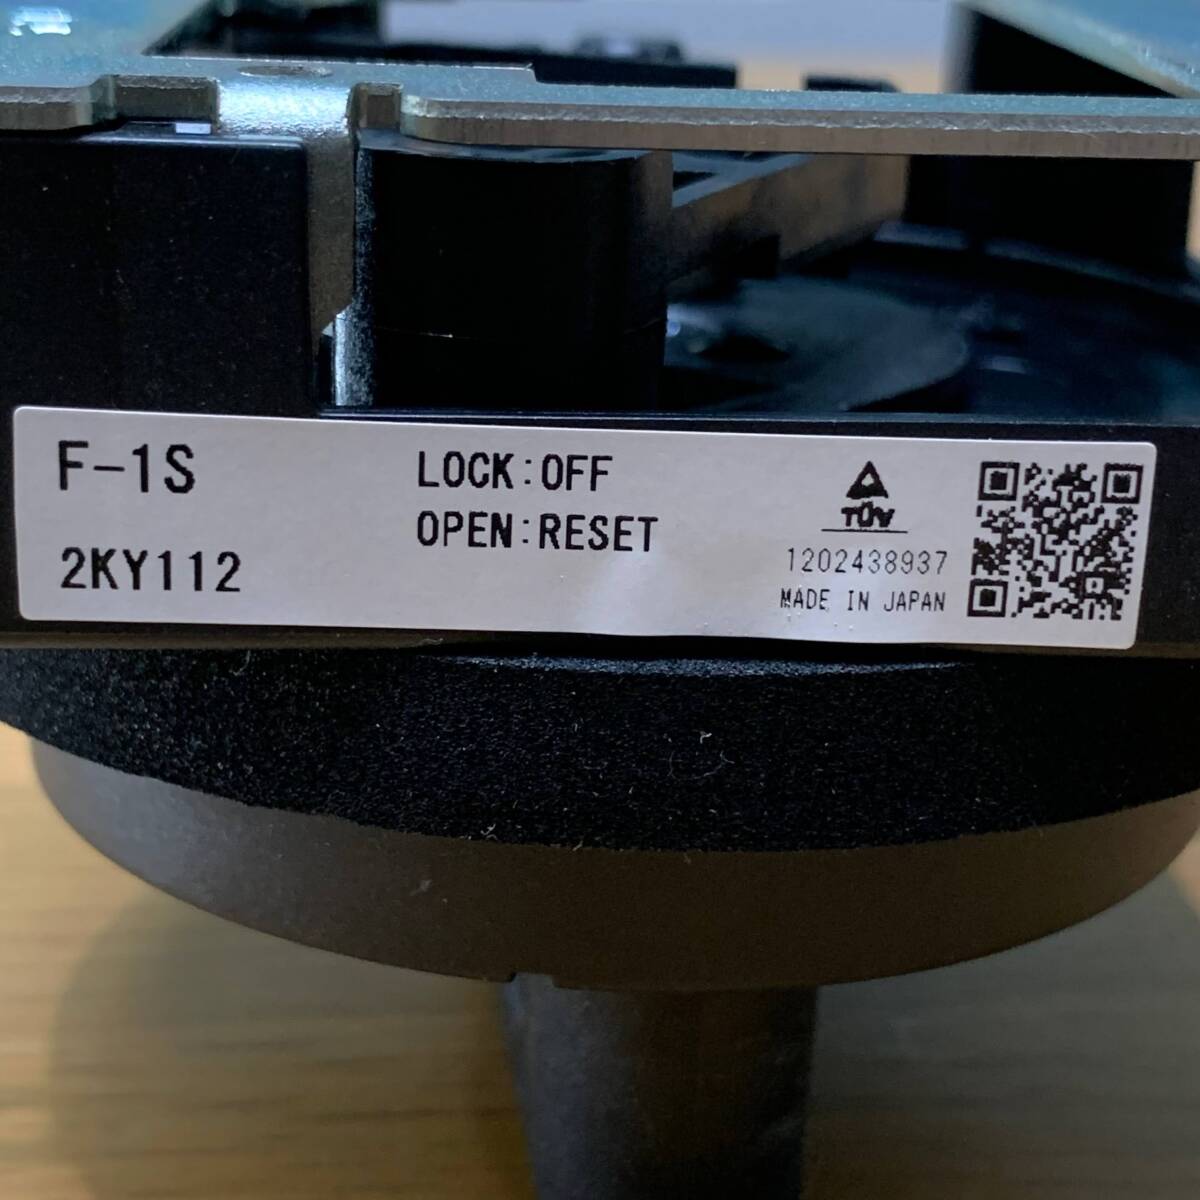 F-1S
2KY112
LOCK:OFF
OPEN:RESET
TÜV
1202438937
MADE IN JAPAN